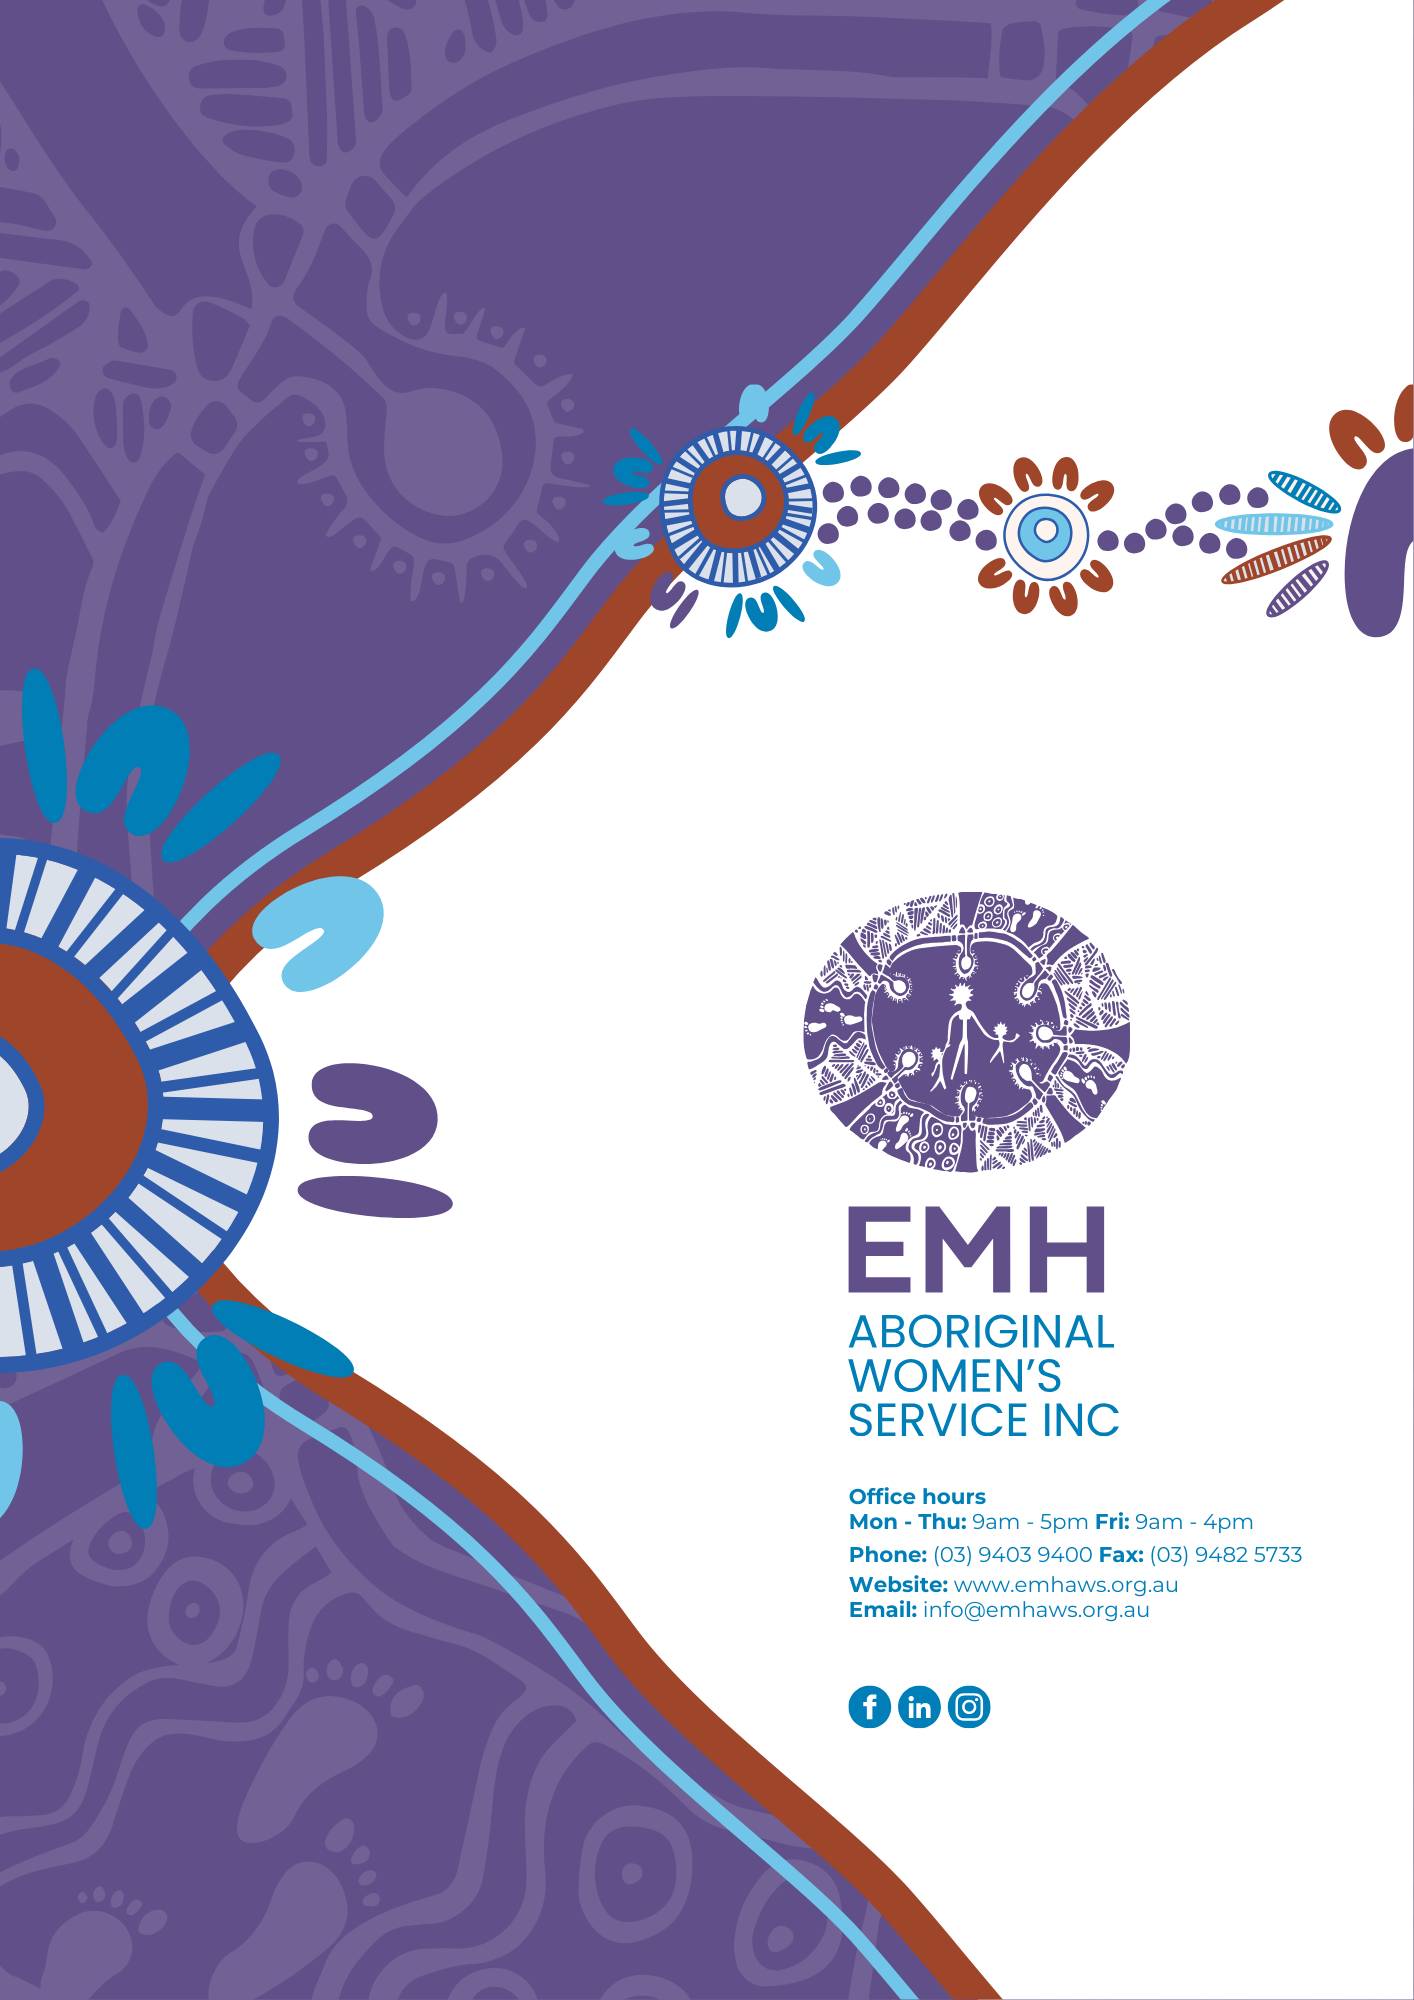 EMH
ABORIGINAL
WOMEN’S
SERVICE INC
Office hours
Mon - Thu: 9am - 5pm Fri: 9am - 4pm
Phone: (03) 9403 9400 Fax: (03) 9482 5733
Website: www.emhaws.org.au
Email: info@emhaws.org.au